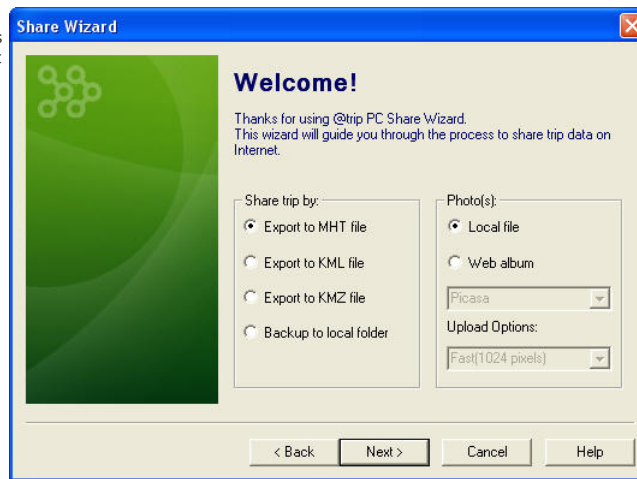 Share Wizard
Welcome!
Thanks for using @trip PC Share Wizard.
This wizard will guide you through the process to share trip data on
Internet.
Share trip by:
Export to MHT file
Export to KML file
Export to KMZ file
Backup to local folder
Photo(s):
Local file
Web album
Picasa
Upload Options:
Fast(1024 pixels)
< Back
Next >
Cancel
Help